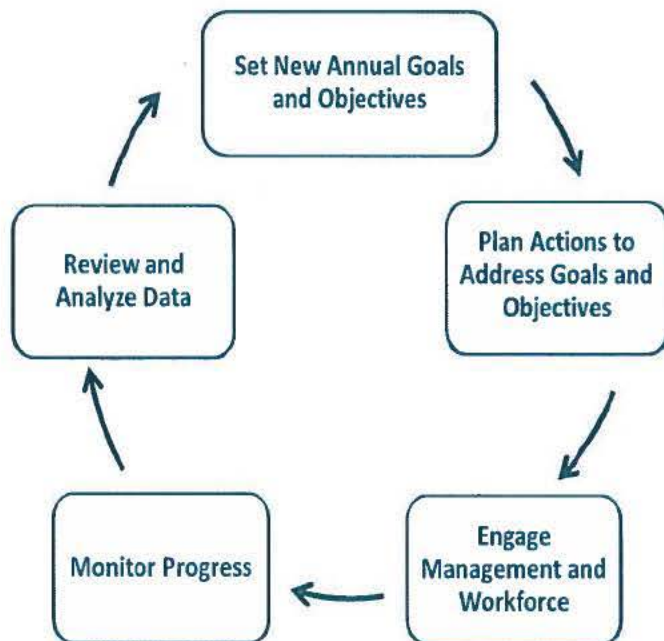 Set New Annual Goals
and Objectives
Plan Actions to
Address Goals and
Objectives
Engage
Management and
Workforce
Monitor Progress
Review and
Analyze Data